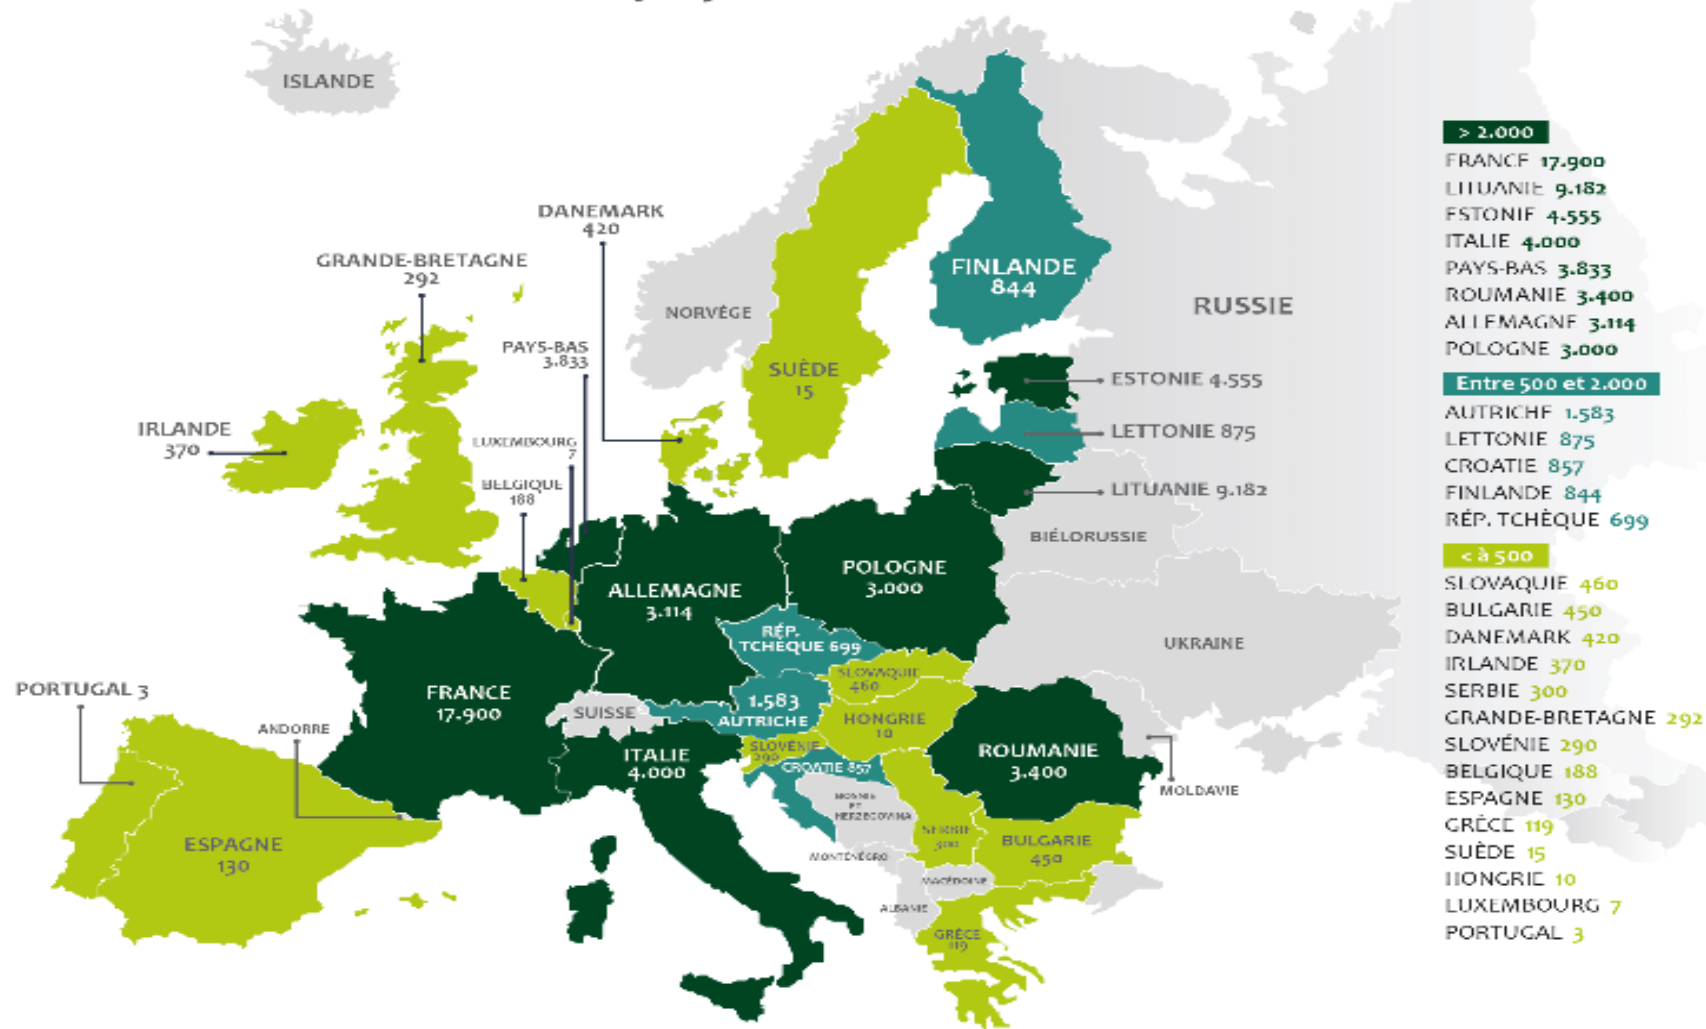 ISLANDE
DANEMARK
420
GRANDE-BRETAGNE
292
FINLANDE
844
RUSSIE
NORVÈGE
PAYS-BAS
3.833
SUÈDE
15
ESTONIE 4.555
IRLANDE
370
LUXEMBOURG
7
LETTONIE 875
BELGIQUE
188
LITUANIE 9.182
BIÉLORUSSIE
POLOGNE
3.000
ALLEMAGNE
3.114
RÉP.
TCHÈQUE 699
UKRAINE
SLOVAQUIE
460
PORTUGAL 3
FRANCE
17.900
1.583
AUTRICHE
SUISSE
HONGRIE
10
ANDORRE
SLOVÉNIE
290
ITALIE
4.000
CROATIE 857
ROUMANIE
3.400
MOLDAVIE
BOSNIE
ET
HERZEGOVINA
SERBIE
300
BULGARIE
450
ESPAGNE
130
MONTÉNÉGRO
MACÉDOINE
ALBANIE
GRÈCE
119
> 2.000
FRANCE 17.900
LITUANIE 9.182
ESTONIE 4.555
ITALIE 4.000
PAYS-BAS 3.833
ROUMANIE 3.400
ALLEMAGNE 3.114
POLOGNE 3.000
Entre 500 et 2.000
AUTRICHE 1.583
LETTONIE 875
CROATIE 857
FINLANDE 844
RÉP. TCHÈQUE 699
< à 500
SLOVAQUIE 460
BULGARIE 450
DANEMARK 420
IRLANDE 370
SERBIE 300
GRANDE-BRETAGNE 292
SLOVÉNIE 290
BELGIQUE 188
ESPAGNE 130
GRÈCE 119
SUÈDE 15
HONGRIE 10
LUXEMBOURG 7
PORTUGAL 3